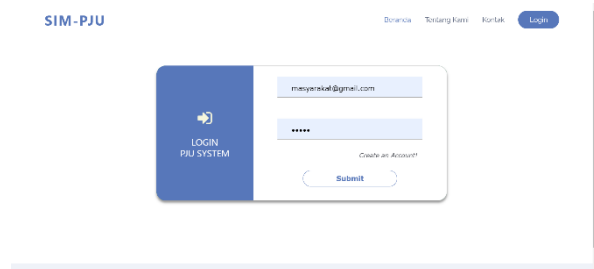 SIM-PJU
Beranda Tentang Kami Kontak Login
masyarakat@gmail.com
•••••
LOGIN
PJU SYSTEM
Create an Account!
Submit